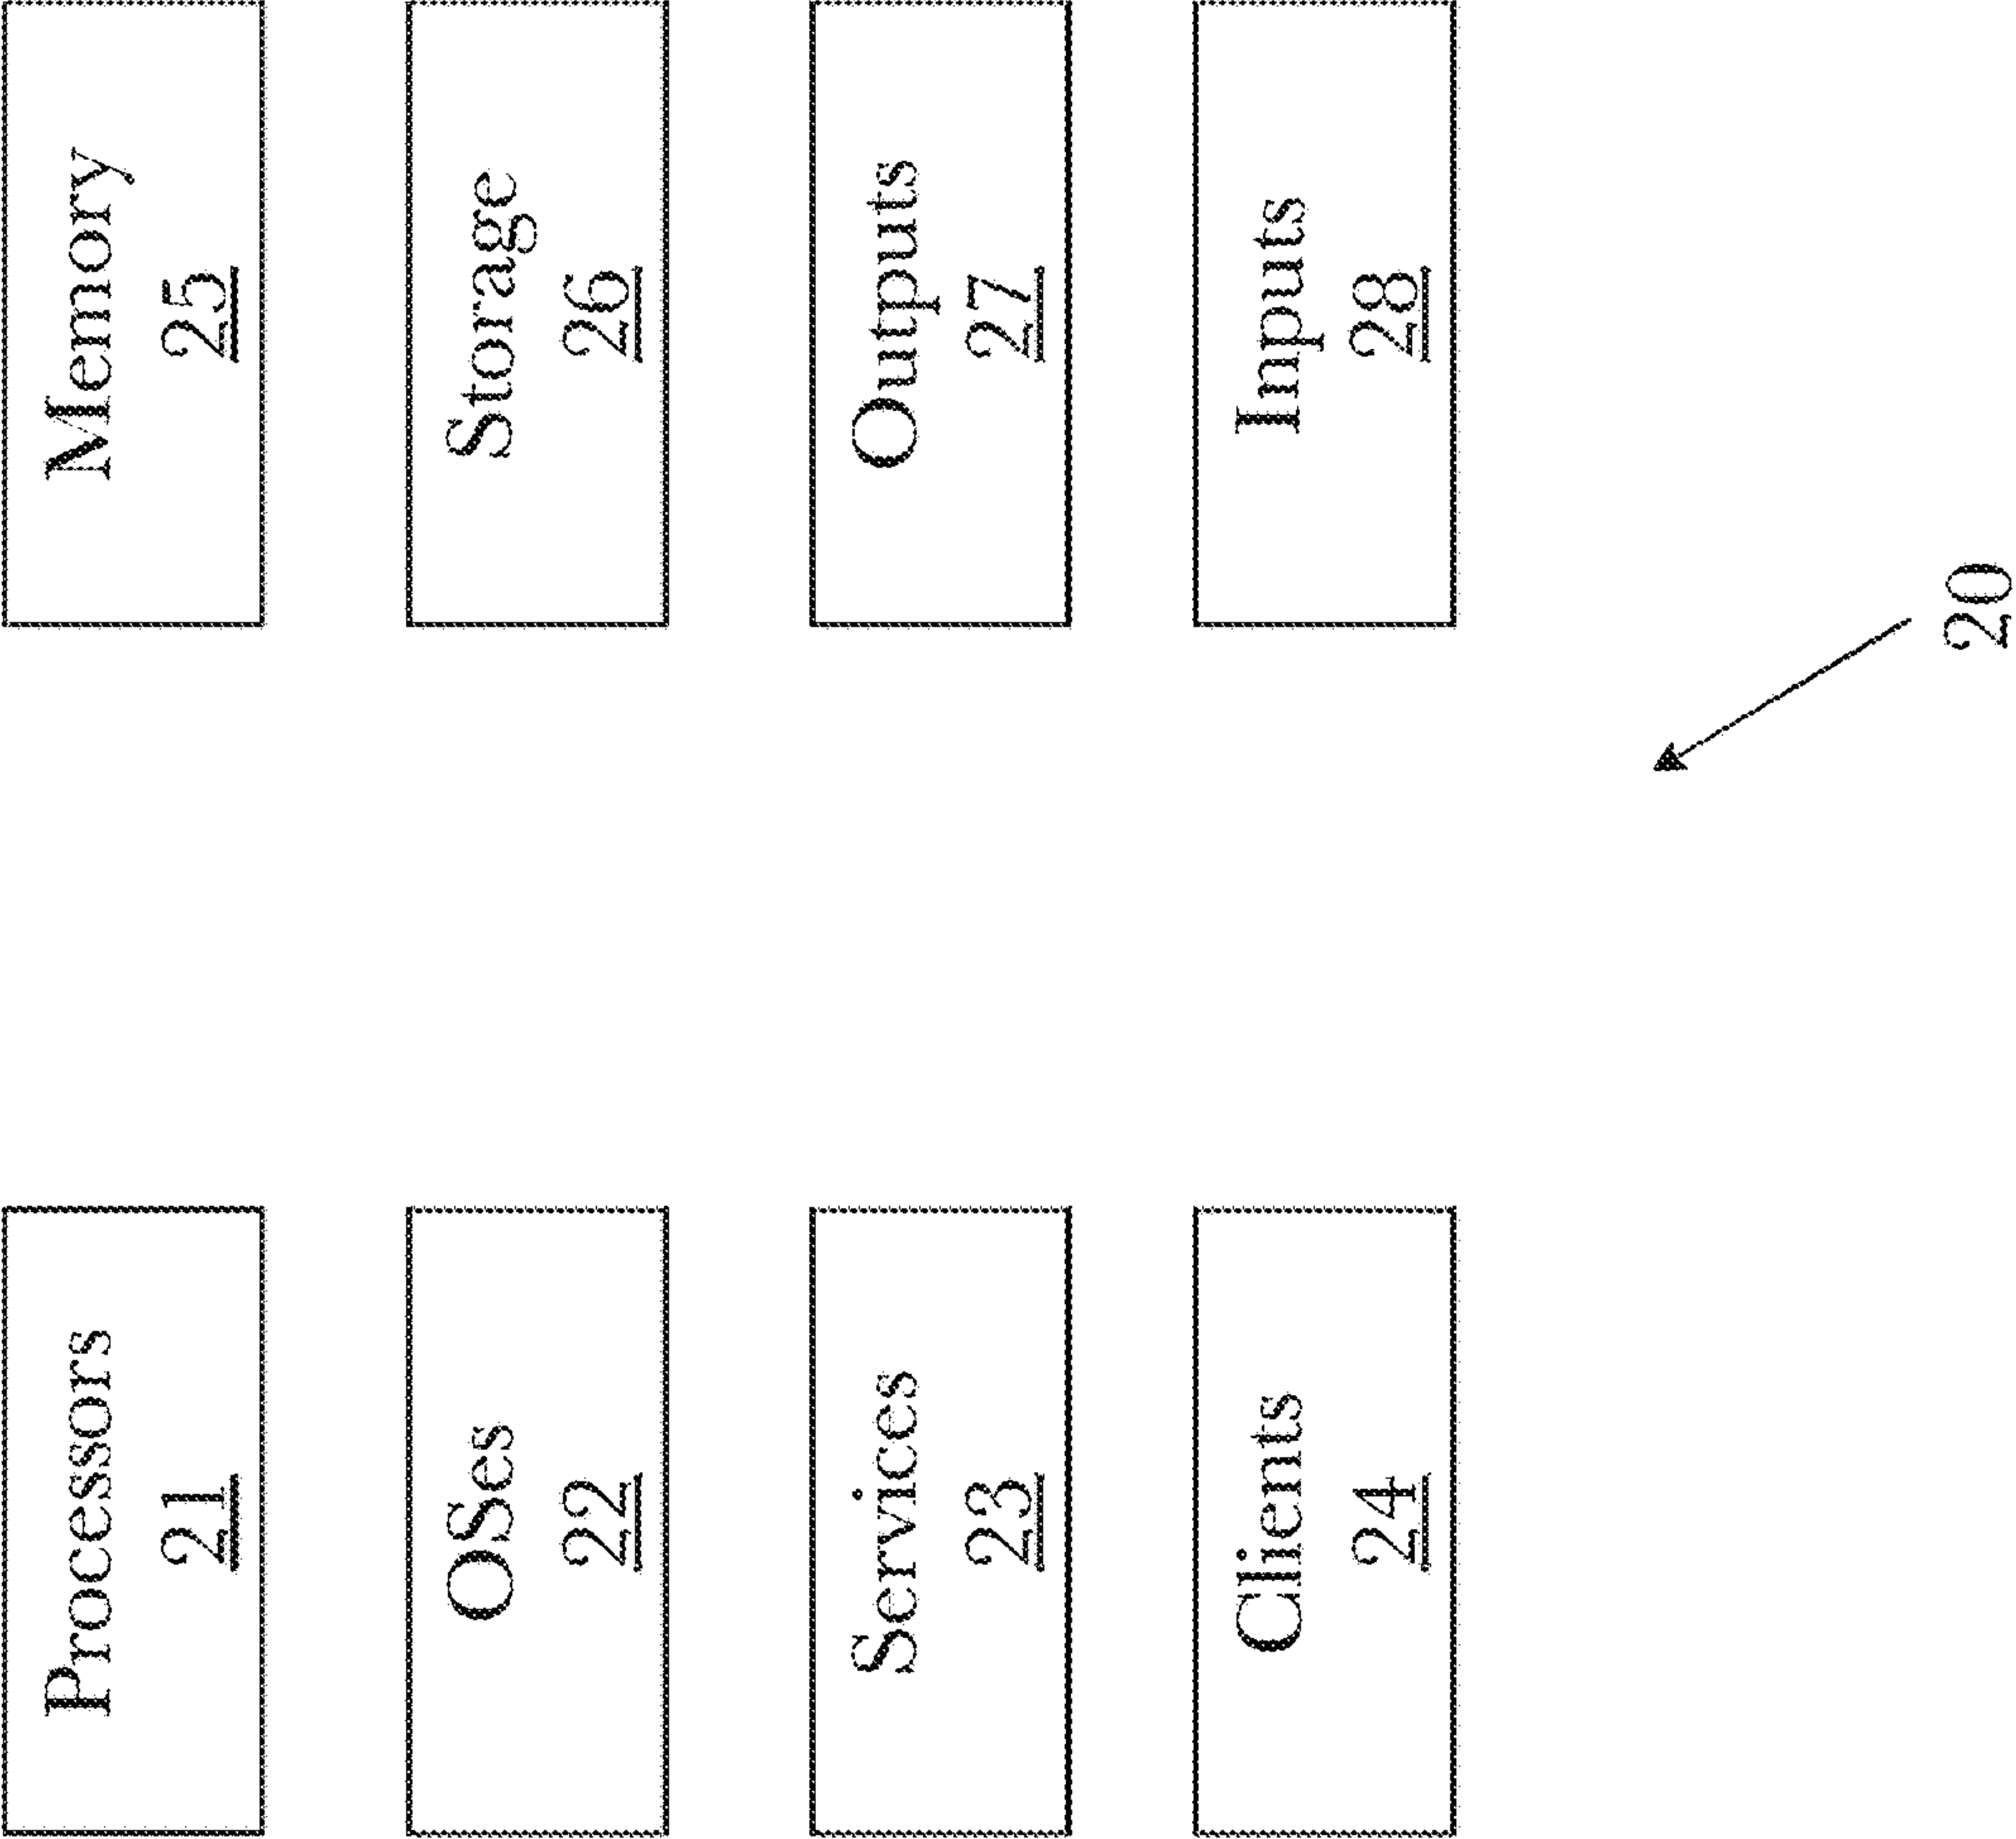 Processors
21
Memory
25
OSes
22
Storage
26
Services
23
Outputs
27
Clients
24
Inputs
28
20